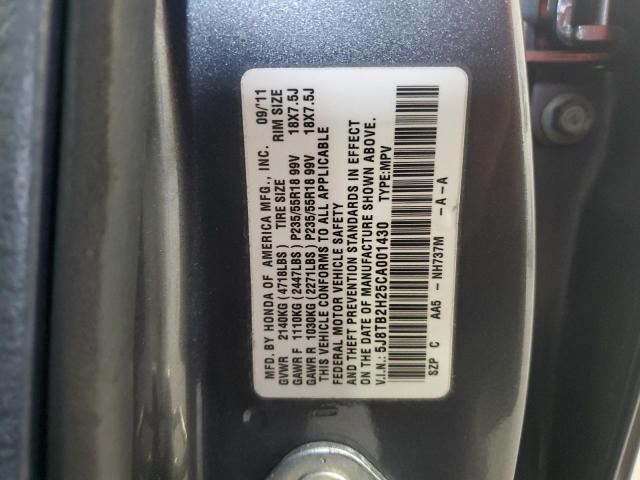 MFD. BY HONDA OF AMERICA MFG., INC. 09/'11
GVWR 2140KG (4718LBS) TIRE SIZE RIM SIZE
GAWR F 1110KG (2447LBS) P235/55R18 99V 18X7.5J
GAWR R 1030KG (2271LBS) P235/55R18 99V 18X7.5J
THIS VEHICLE CONFORMS TO ALL APPLICABLE
FEDERAL MOTOR VEHICLE SAFETY
AND THEFT PREVENTION STANDARDS IN EFFECT
ON THE DATE OF MANUFACTURE SHOWN ABOVE.
V.I.N.: 5J8TB2H25CA001430 TYPE:MPV
SZP C AA5 - NH737M - A - A